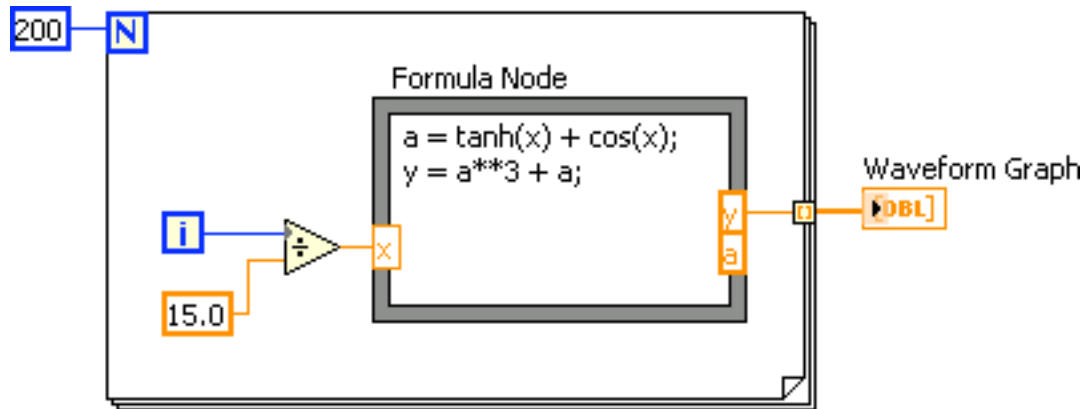 200
N
Formula Node
a = tanh(x) + cos(x);
y = a**3 + a;
Waveform Graph
y
[]
[DBL]
i
÷
x
a
15.0